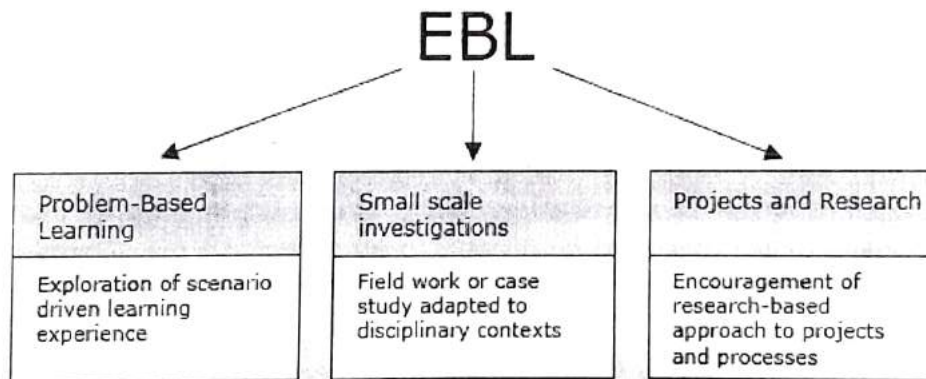 EBL
Problem-Based
Learning
Exploration of scenario
driven learning
experience
Small scale
investigations
Field work or case
study adapted to
disciplinary contexts
Projects and Research
Encouragement of
research-based
approach to projects
and processes